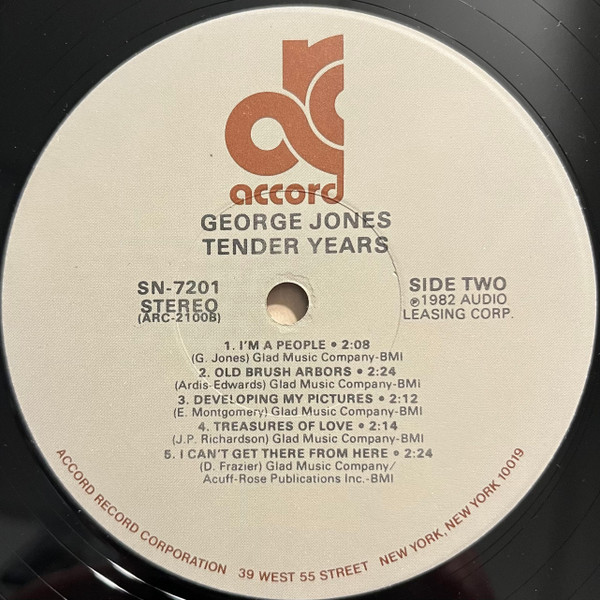 accord
GEORGE JONES
TENDER YEARS
SN-7201
STEREO
(ARC-2100B)
SIDE TWO
℗1982 AUDIO
LEASING CORP.
1. I'M A PEOPLE • 2:08
(G. Jones) Glad Music Company-BMI
2. OLD BRUSH ARBORS • 2:24
(Ardis-Edwards) Glad Music Company-BMI
3. DEVELOPING MY PICTURES • 2:12
(E. Montgomery) Glad Music Company-BMI
4. TREASURES OF LOVE • 2:14
(J.P. Richardson) Glad Music Company-BMI
5. I CAN'T GET THERE FROM HERE • 2:24
(D. Frazier) Glad Music Company/
Acuff-Rose Publications Inc.-BMI
ACCORD RECORD CORPORATION 39 WEST 55 STREET NEW YORK, NEW YORK 10019